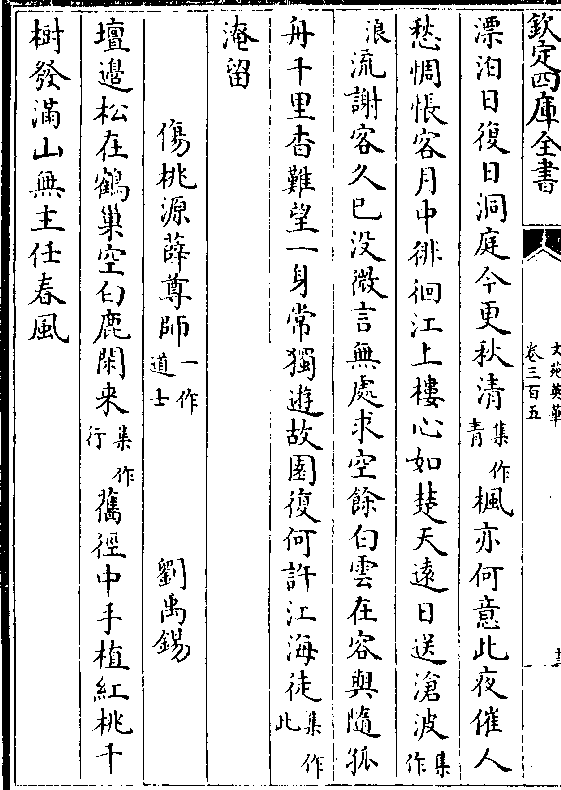 欽定四庫全書
文苑英華
卷三百五
漂泊日復日洞庭今更秋清集作青楓亦何意此夜催人
愁惆悵客月中徘徊江上樓心如楚天遠日送滄波集作
浪流謝客久已没微言無處求空餘白雲在容與隨孤
舟千里杳難望一身常獨遊故園復何許江海徒集作此
淹留
傷桃源薛尊師一作道士 劉禹錫
壇邉松在鶴巢空白鹿閑来集作行舊徑中手植紅桃千
樹發滿山無主任春風